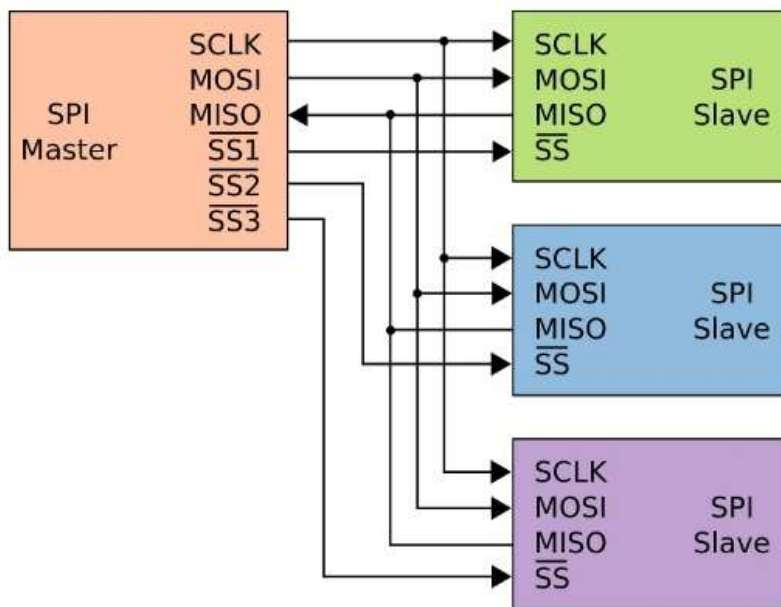 SPI
Master
SCLK
MOSI
MISO
SS1
SS2
SS3
SCLK
MOSI
MISO
SS
SPI
Slave
SCLK
MOSI
MISO
SS
SPI
Slave
SCLK
MOSI
MISO
SS
SPI
Slave